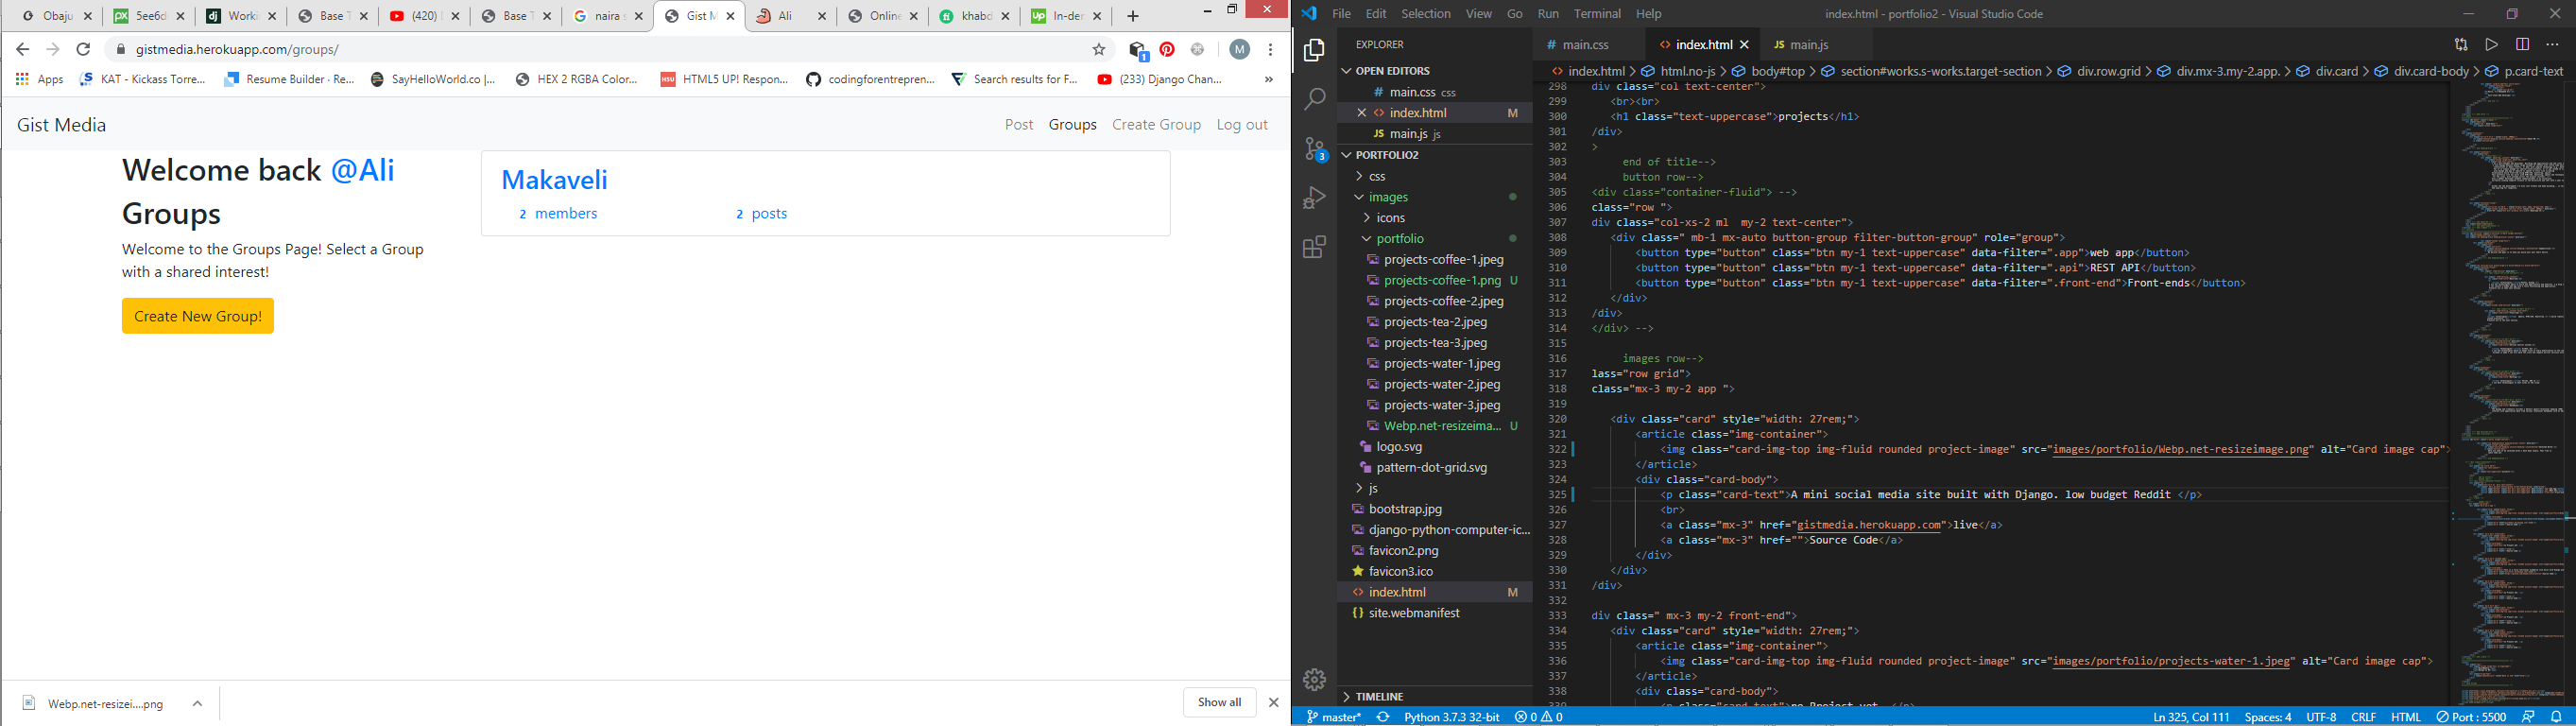 Obaju
5ee6d
Worki
Base T
(420)
Base T
naira s
Gist M
Ali
Online
khabd
In-der
gistmedia.herokuapp.com/groups/
M
Apps
KAT - Kickass Torre...
Resume Builder · Re...
SayHelloWorld.co |...
HEX 2 RGBA Color...
HTML5 UP! Respon...
codingforentrepren...
Search results for F...
(233) Django Chan...
Gist Media
Post Groups Create Group Log out
Welcome back @Ali
Groups
Welcome to the Groups Page! Select a Group
with a shared interest!
Create New Group!
Makaveli
2 members 2 posts
Webp.net-resizei....png
Show all
File Edit Selection View Go Run Terminal Help
index.html - portfolio2 - Visual Studio Code
EXPLORER
OPEN EDITORS
# main.css css
<> index.html M
JS main.js js
PORTFOLIO2
css
images
icons
portfolio
projects-coffee-1.jpeg
projects-coffee-1.png U
projects-coffee-2.jpeg
projects-tea-2.jpeg
projects-tea-3.jpeg
projects-water-1.jpeg
projects-water-2.jpeg
projects-water-3.jpeg
Webp.net-resizeima... U
logo.svg
pattern-dot-grid.svg
js
bootstrap.jpg
django-python-computer-ic...
favicon2.png
favicon3.ico
<> index.html M
{} site.webmanifest
TIMELINE
# main.css
<> index.html
JS main.js
<> index.html > html.no-js > body#top > section#works.s-works.target-section > div.row.grid > div.mx-3.my-2.app. > div.card > div.card-body > p.card-text
298 div class="col text-center">
299 <br><br>
300 <h1 class="text-uppercase">projects</h1>
301 /div>
302 >
303 end of title-->
304 button row-->
305 <div class="container-fluid"> -->
306 class="row ">
307 div class="col-xs-2 ml  my-2 text-center">
308 <div class=" mb-1 mx-auto button-group filter-button-group" role="group">
309 <button type="button" class="btn my-1 text-uppercase" data-filter=".app">web app</button>
310 <button type="button" class="btn my-1 text-uppercase" data-filter=".api">REST API</button>
311 <button type="button" class="btn my-1 text-uppercase" data-filter=".front-end">Front-ends</button>
312 </div>
313 /div>
314 </div> -->
315
316 images row-->
317 lass="row grid">
318 class="mx-3 my-2 app ">
319
320 <div class="card" style="width: 27rem;">
321 <article class="img-container">
322 <img class="card-img-top img-fluid rounded project-image" src="images/portfolio/Webp.net-resizeimage.png" alt="Card image cap">
323 </article>
324 <div class="card-body">
325 <p class="card-text">A mini social media site built with Django. low budget Reddit </p>
326 <br>
327 <a class="mx-3" href="gistmedia.herokuapp.com">live</a>
328 <a class="mx-3" href="">Source Code</a>
329 </div>
330 </div>
331 /div>
332
333 div class=" mx-3 my-2 front-end">
334 <div class="card" style="width: 27rem;">
335 <article class="img-container">
336 <img class="card-img-top img-fluid rounded project-image" src="images/portfolio/projects-water-1.jpeg" alt="Card image cap">
337 </article>
338 <div class="card-body">
3
master* Python 3.7.3 32-bit 0 0
Ln 325, Col 111 Spaces: 4 UTF-8 CRLF HTML Port : 5500